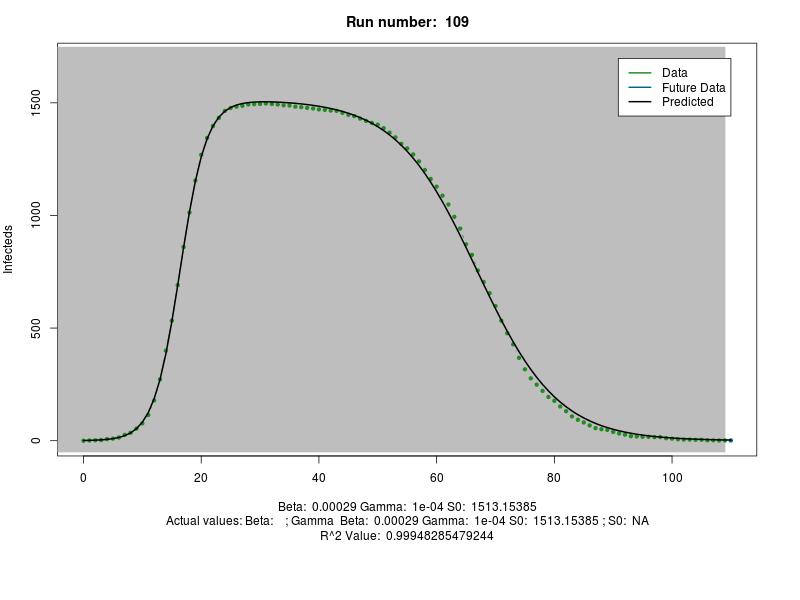 Run number: 109
Data
Future Data
Predicted
1500
1000
500
0
Infecteds
0 20 40 60 80 100
Beta: 0.00029 Gamma: 1e-04 S0: 1513.15385
Actual values: Beta: ; Gamma Beta: 0.00029 Gamma: 1e-04 S0: 1513.15385 ; S0: NA
R^2 Value: 0.99948285479244